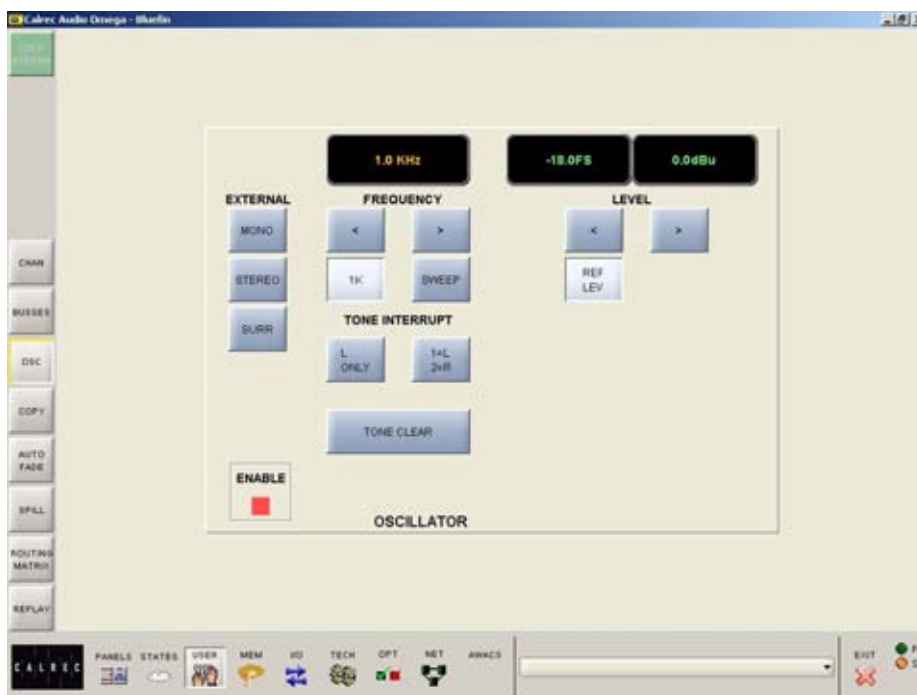 Calrec Audio Omega - Bluefin
1.0 KHz
-18.0FS
0.0dBu
EXTERNAL
FREQUENCY
LEVEL
MONO
<
>
<
>
STEREO
1K
SWEEP
REF
LEV
SURR
TONE INTERRUPT
L
ONLY
1=L
2=R
TONE CLEAR
ENABLE
OSCILLATOR
CHAN
BUSSES
OSC
COPY
AUTO
FADE
SPILL
ROUTING
MATRIX
REPLAY
CALREC
PANELS
STATES
USER
MEM
I/O
TECH
OPT
NET
AWACS
EXIT